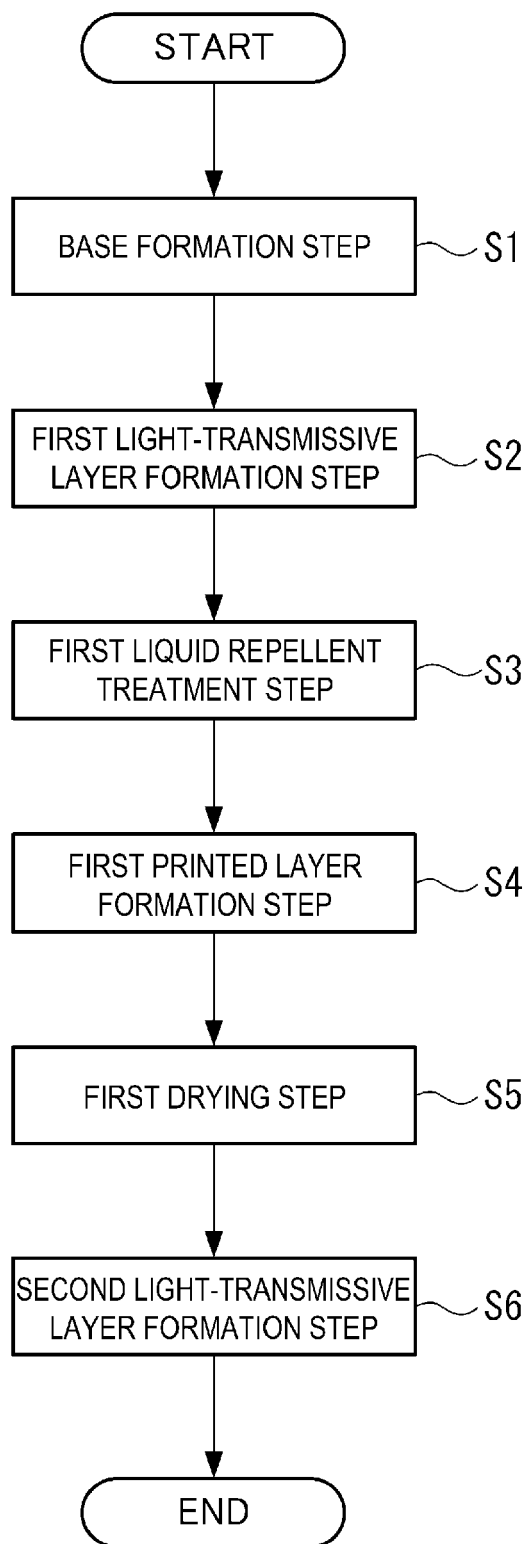 START
BASE FORMATION STEP
S1
FIRST LIGHT-TRANSMISSIVE
LAYER FORMATION STEP
S2
FIRST LIQUID REPELLENT
TREATMENT STEP
S3
FIRST PRINTED LAYER
FORMATION STEP
S4
FIRST DRYING STEP
S5
SECOND LIGHT-TRANSMISSIVE
LAYER FORMATION STEP
S6
END